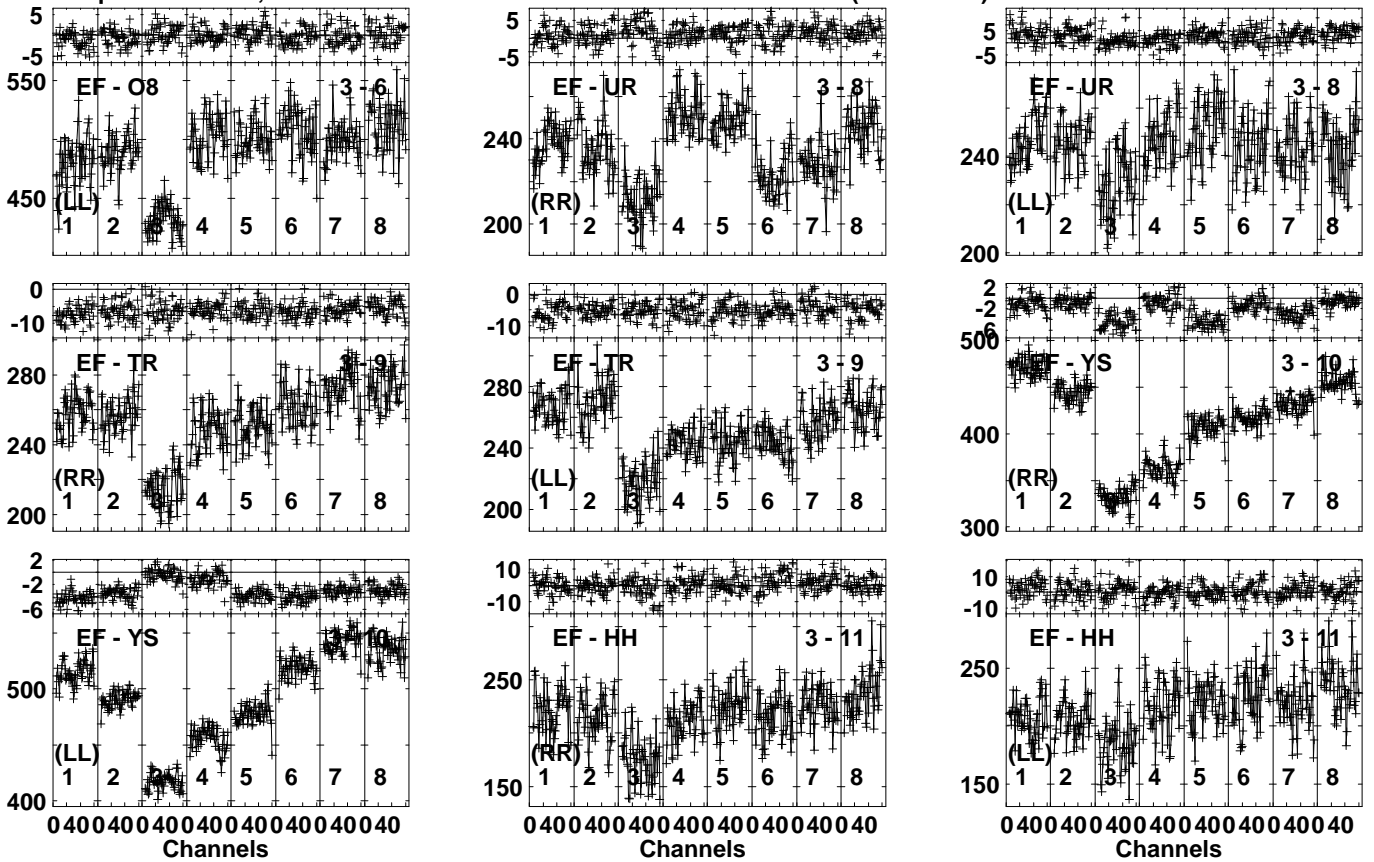 5
-5
550
450
EF - O8 3 - 6
(LL)
1 2 3 4 5 6 7 8
5
-5
240
200
EF - UR 3 - 8
(RR)
1 2 3 4 5 6 7 8
5
-5
240
200
EF - UR 3 - 8
(LL)
1 2 3 4 5 6 7 8
0
-10
280
240
200
EF - TR 3 - 9
(RR)
1 2 3 4 5 6 7 8
0
-10
280
240
200
EF - TR 3 - 9
(LL)
1 2 3 4 5 6 7 8
2
-2
-6
500
400
300
EF - YS 3 - 10
(RR)
1 2 3 4 5 6 7 8
2
-2
-6
500
400
EF - YS 3 - 10
(LL)
1 2 3 4 5 6 7 8
0 40 0 40 0 40 0 40 0 40 0 40 0 40 0 40
Channels
10
-10
250
150
EF - HH 3 - 11
(RR)
1 2 3 4 5 6 7 8
0 40 0 40 0 40 0 40 0 40 0 40 0 40 0 40
Channels
10
-10
250
150
EF - HH 3 - 11
(LL)
1 2 3 4 5 6 7 8
0 40 0 40 0 40 0 40 0 40 0 40 0 40 0 40
Channels